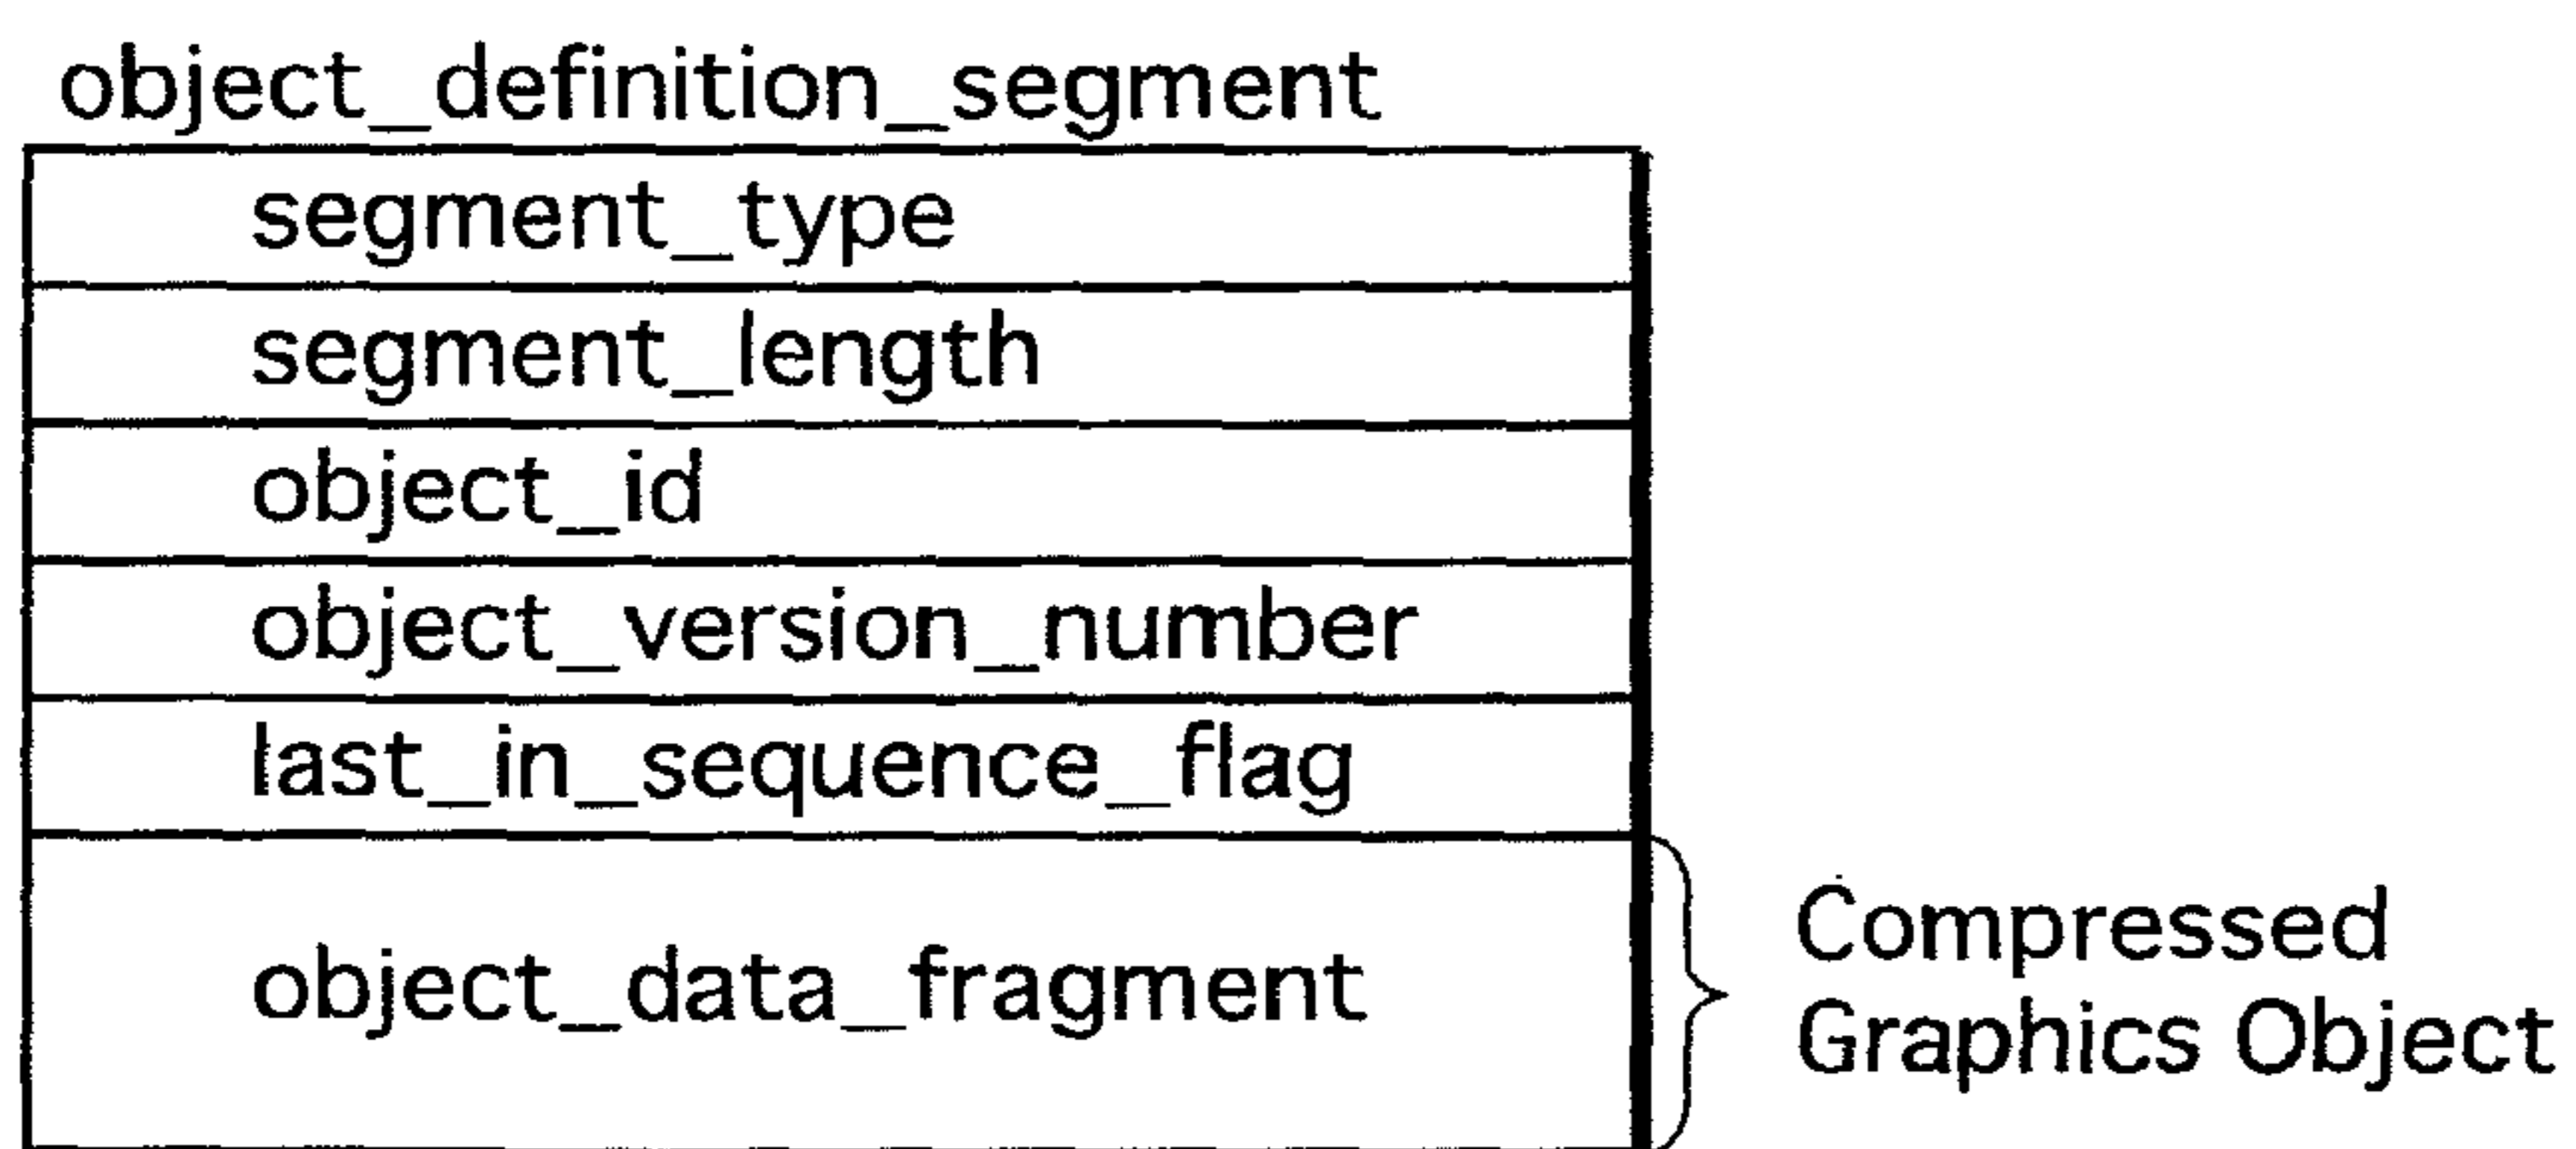 object_definition_segment
segment_type
segment_length
object_id
object_version_number
last_in_sequence_flag
object_data_fragment
Compressed
Graphics Object